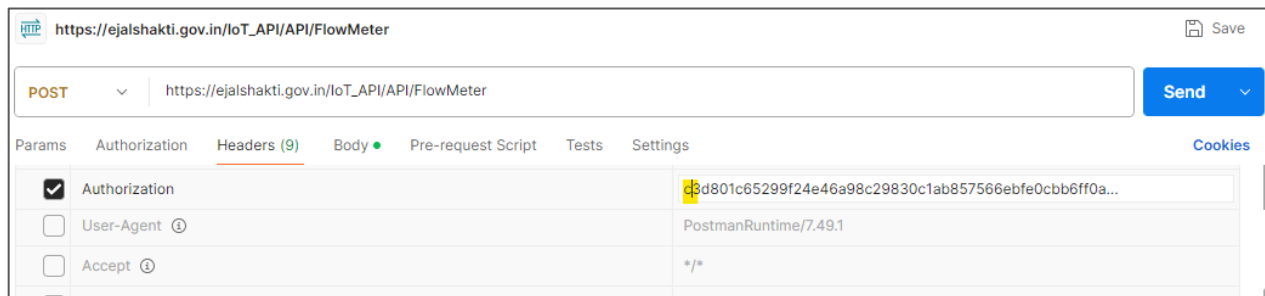 HTTP https://ejalshakti.gov.in/IoT_API/API/FlowMeter Save
POST https://ejalshakti.gov.in/IoT_API/API/FlowMeter Send
Params Authorization Headers (9) Body Pre-request Script Tests Settings Cookies
Authorization c3d801c65299f24e46a98c29830c1ab857566ebfe0cbb6ff0a...
User-Agent PostmanRuntime/7.49.1
Accept */*